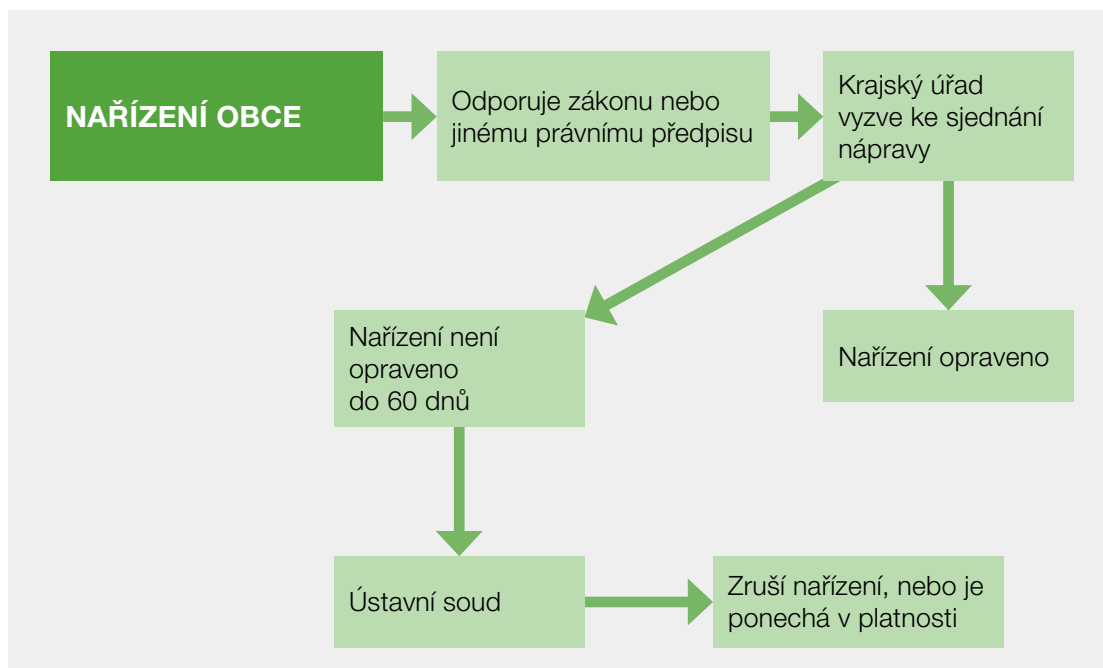 NAŘÍZENÍ OBCE
Odporuje zákonu nebo
jinému právnímu předpisu
Krajský úřad
vyzve ke sjednání
nápravy
Nařízení není
opraveno
do 60 dnů
Nařízení opraveno
Ústavní soud
Zruší nařízení, nebo je
ponechá v platnosti